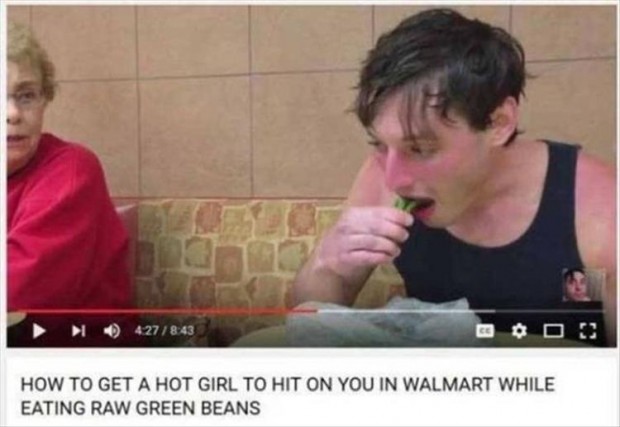 4:27 / 8:43
CC
HOW TO GET A HOT GIRL TO HIT ON YOU IN WALMART WHILE
EATING RAW GREEN BEANS